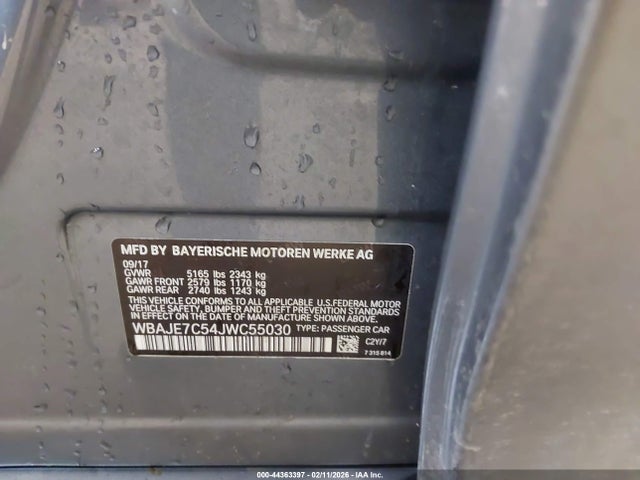 MFD BY BAYERISCHE MOTOREN WERKE AG
09/17
GVWR 5165 lbs 2343 kg
GAWR FRONT 2579 lbs 1170 kg
GAWR REAR 2740 lbs 1243 kg
THIS VEHICLE CONFORMS TO ALL APPLICABLE U.S.FEDERAL MOTOR
VEHICLE SAFETY, BUMPER, AND THEFT PREVENTION STANDARDS
IN EFFECT ON THE DATE OF MANUFACTURE SHOWN ABOVE.
WBAJE7C54JWC55030 TYPE: PASSENGER CAR
C2Y/7
7 315 814
000-44363397 - 02/11/2026 - IAA Inc.